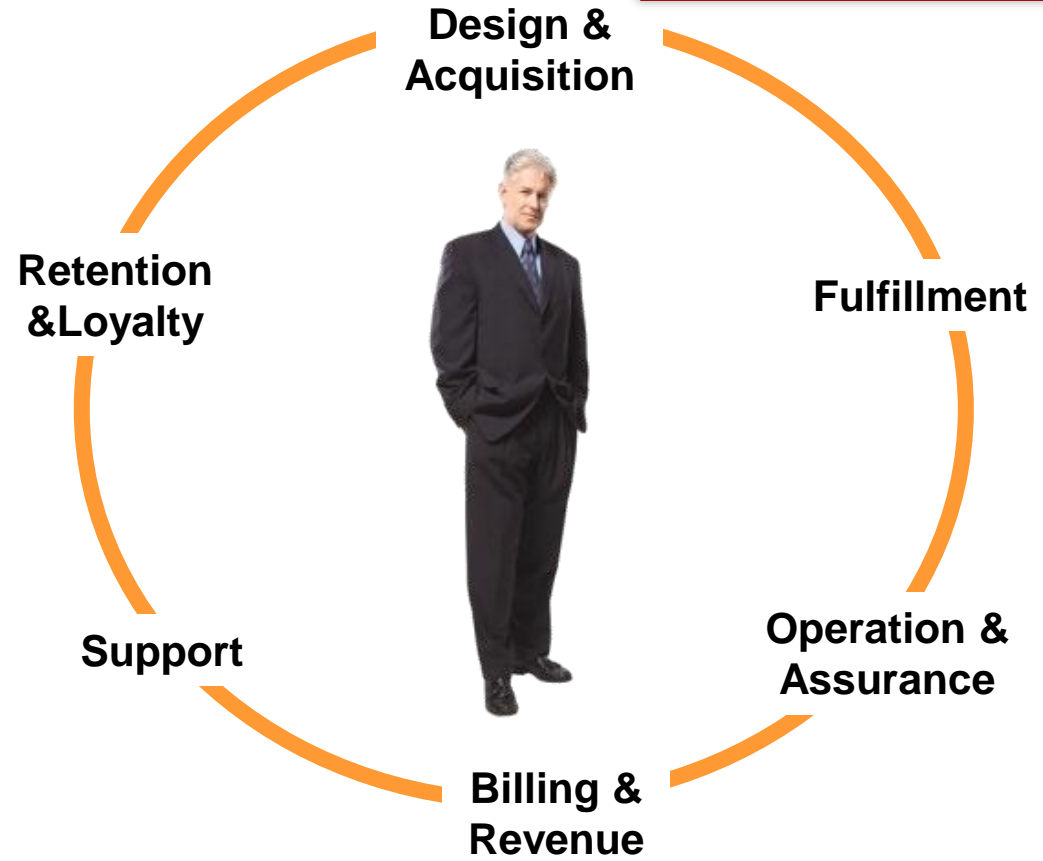 Design &
Acquisition
Fulfillment
Operation &
Assurance
Billing &
Revenue
Support
Retention
&Loyalty